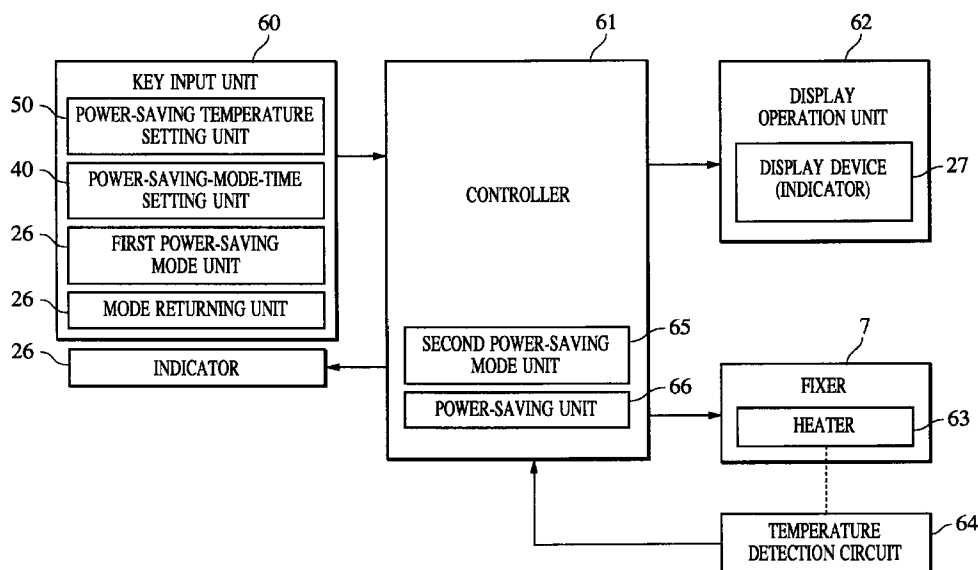 60
KEY INPUT UNIT
50
POWER-SAVING TEMPERATURE
SETTING UNIT
40
POWER-SAVING-MODE-TIME
SETTING UNIT
26
FIRST POWER-SAVING
MODE UNIT
26
MODE RETURNING UNIT
26
INDICATOR
61
CONTROLLER
65
SECOND POWER-SAVING
MODE UNIT
66
POWER-SAVING UNIT
62
DISPLAY
OPERATION UNIT
DISPLAY DEVICE
(INDICATOR)
27
7
FIXER
HEATER
63
TEMPERATURE
DETECTION CIRCUIT
64